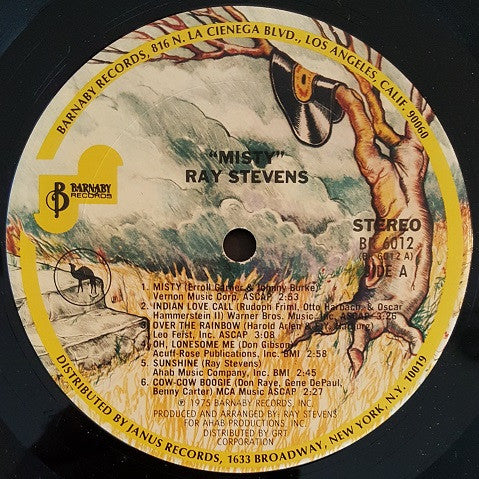 BARNABY RECORDS, 816 N. LA CIENEGA BLVD., LOS ANGELES, CALIF. 90069
"MISTY"
RAY STEVENS
B
BARNABY
RECORDS
STEREO
BR 6012
(BR 6012 A)
SIDE A
1. MISTY (Erroll Garner & Johnny Burke)
Vernon Music Corp. ASCAP 2:53
2. INDIAN LOVE CALL (Rudoph Friml, Otto Harbach, & Oscar
Hammerstein II) Warner Bros. Music, Inc. ASCAP 3:26
3. OVER THE RAINBOW (Harold Arlen & E.Y. Harburg)
Leo Feist, Inc. ASCAP 3:08
4. OH, LONESOME ME (Don Gibson)
Acuff-Rose Publications, Inc. BMI 2:58
5. SUNSHINE (Ray Stevens)
Ahab Music Company, Inc. BMI 2:45
6. COW-COW BOOGIE (Don Raye, Gene DePaul,
Benny Carter) MCA Music ASCAP 2:27
℗ 1975 BARNABY RECORDS, INC.
PRODUCED AND ARRANGED BY: RAY STEVENS
FOR AHAB PRODUCTIONS, INC.
DISTRIBUTED BY GRT
CORPORATION
DISTRIBUTED BY JANUS RECORDS, 1633 BROADWAY, NEW YORK, N.Y. 10019